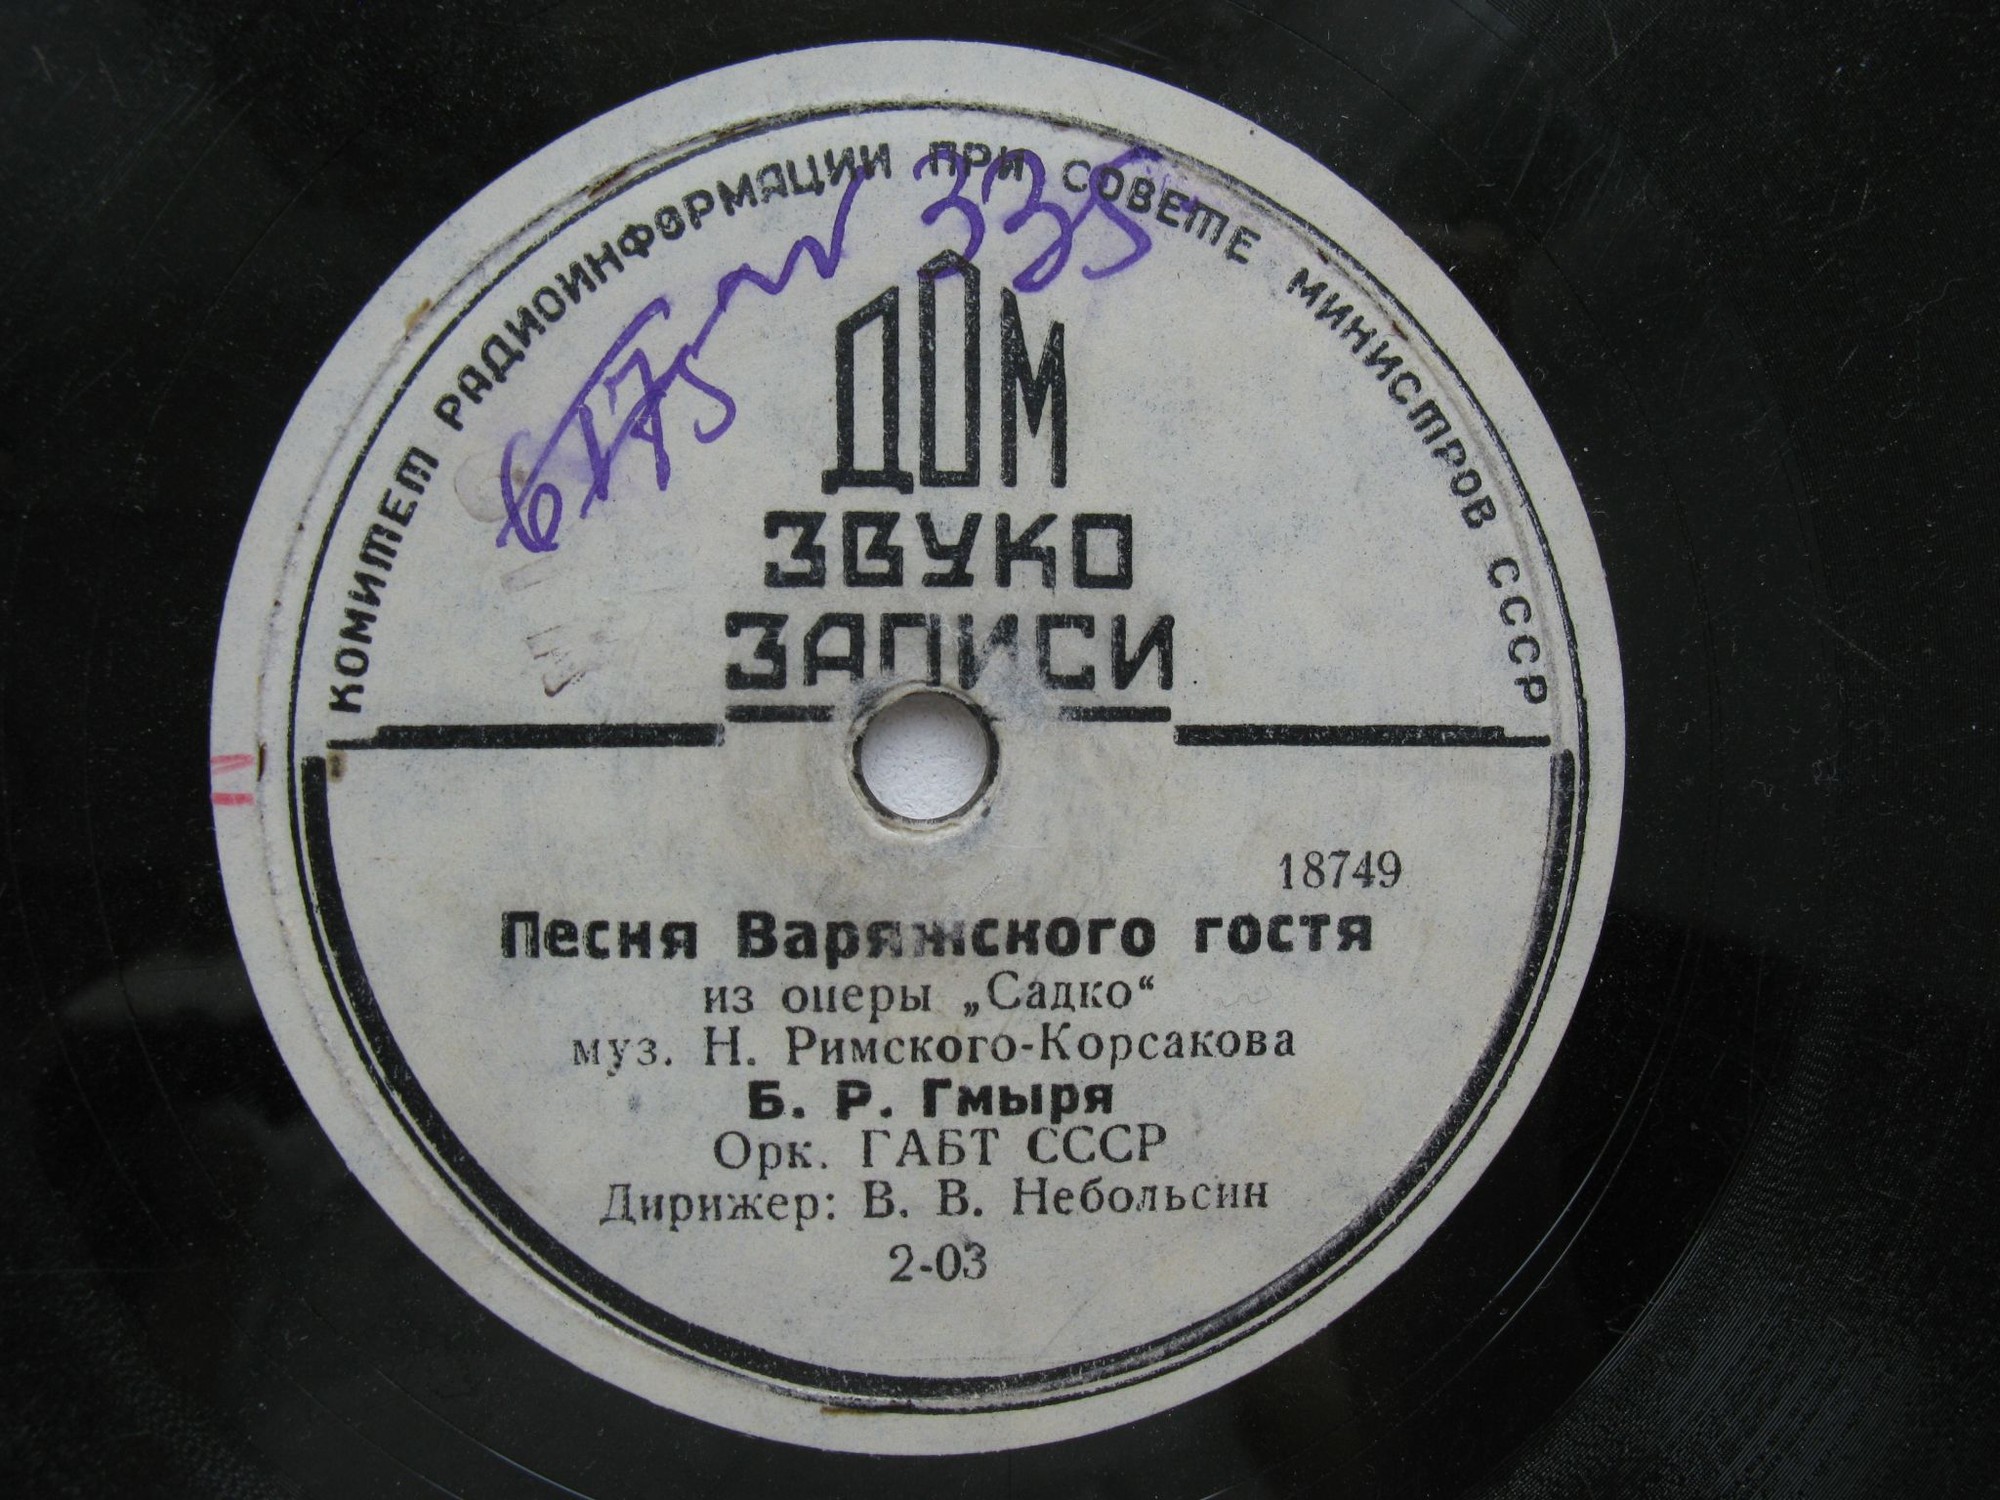 КОМИТЕТ РАДИОИНФОРМАЦИИ ПРИ СОВЕТЕ МИНИСТРОВ СССР
335
ДОМ
ЗВУКО
ЗАПИСИ
18749
Песня Варяжского гостя
из оперы „Садко“
муз. Н. Римского-Корсакова
Б. Р. Гмыря
Орк. ГАБТ СССР
Дирижер: В. В. Небольсин
2-03